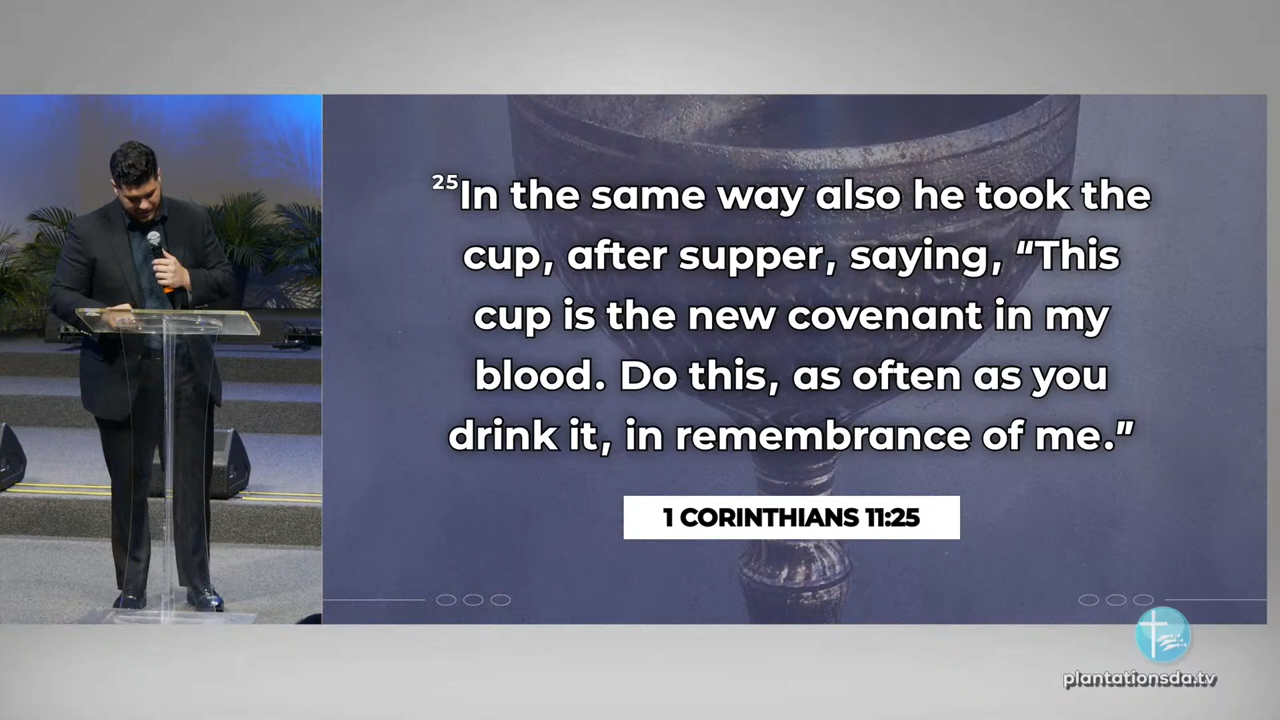 ²⁵In the same way also he took the
cup, after supper, saying, “This
cup is the new covenant in my
blood. Do this, as often as you
drink it, in remembrance of me.”
1 CORINTHIANS 11:25
plantationsda.tv